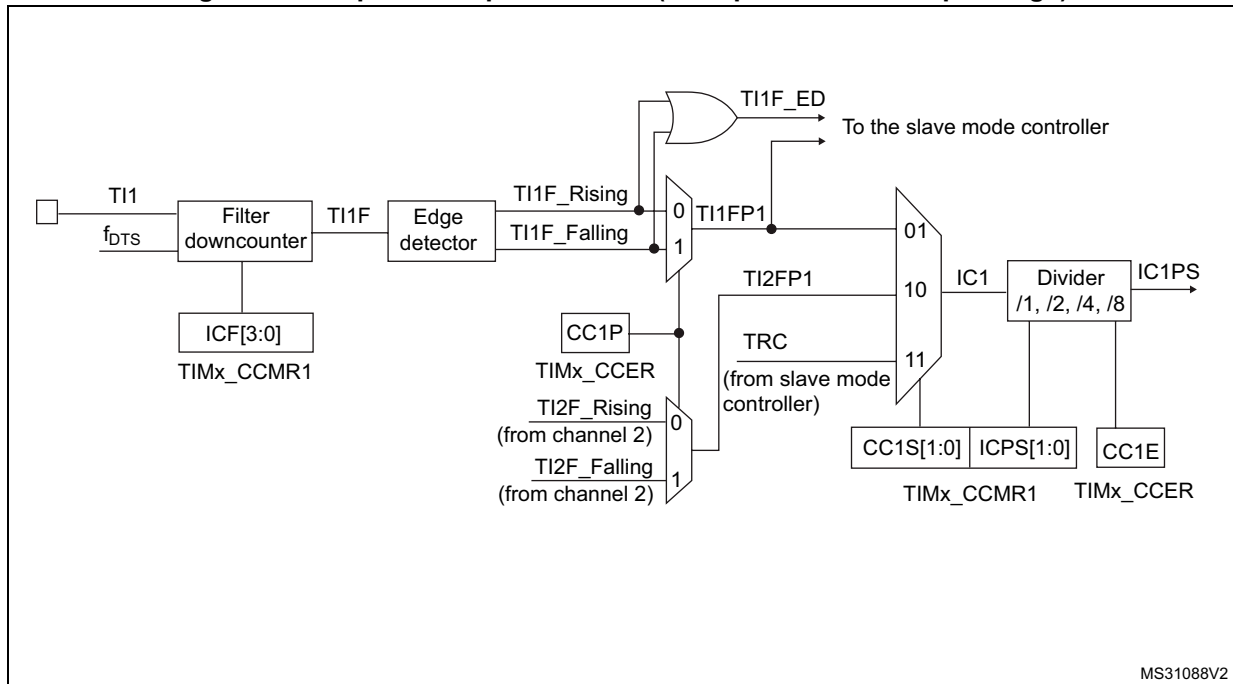 TI1F_ED
To the slave mode controller
TI1
f_DTS
Filter
downcounter
TI1F
Edge
detector
TI1F_Rising
TI1F_Falling
0
1
TI1FP1
01
TI2FP1
10
IC1
Divider
/1, /2, /4, /8
IC1PS
ICF[3:0]
TIMx_CCMR1
CC1P
TIMx_CCER
TRC
11
(from slave mode
controller)
TI2F_Rising
0
(from channel 2)
TI2F_Falling
1
(from channel 2)
CC1S[1:0]
ICPS[1:0]
CC1E
TIMx_CCMR1
TIMx_CCER
MS31088V2